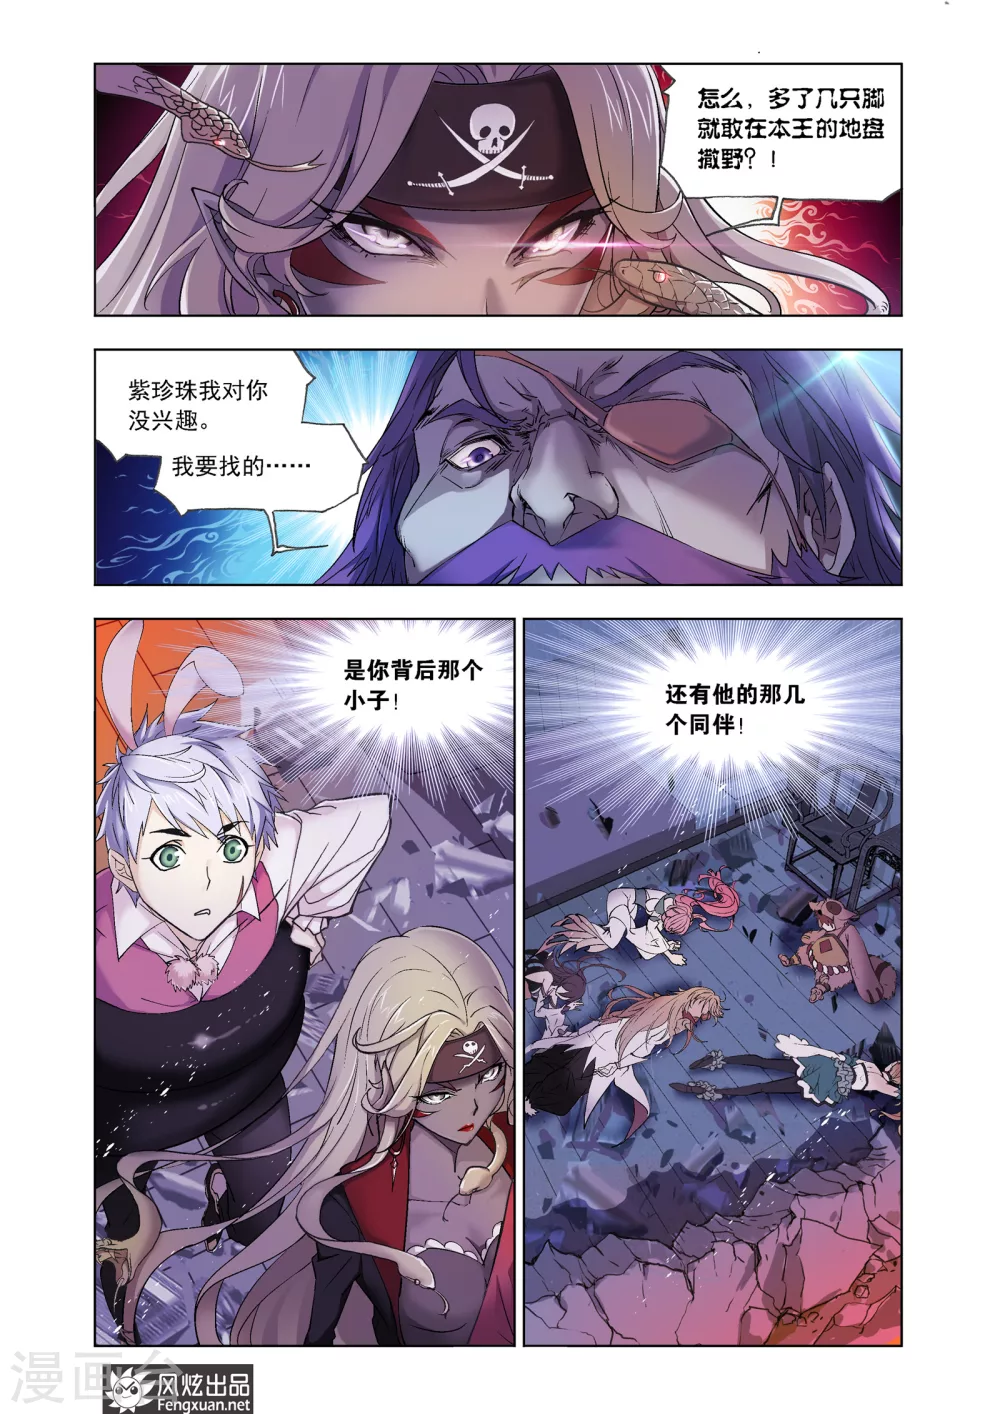 怎么，多了几只脚
就敢在本王的地盘
撒野？！
紫珍珠我对你
没兴趣。
我要找的……
是你背后那个
小子！
还有他的那几
个同伴！
漫画台
风炫出品
Fengxuan.net